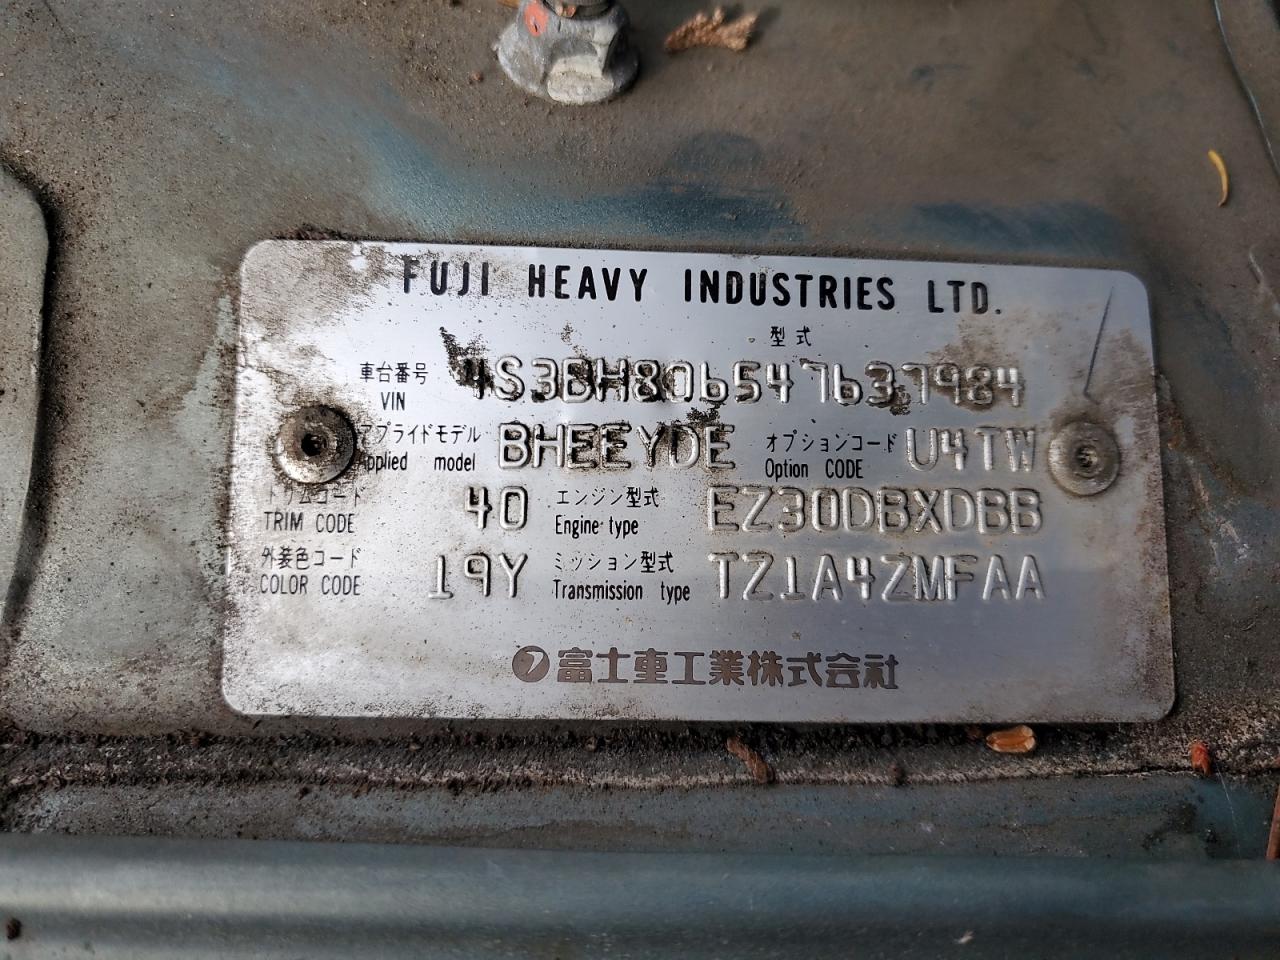 FUJI HEAVY INDUSTRIES LTD.
型式
車台番号 4S3BH806547637984
VIN
アプライドモデル BHEEYDE オプションコード U4TW
Applied model Option CODE
トリムコード 40 エンジン型式 EZ30DBXDBB
TRIM CODE Engine type
外装色コード 19Y ミッション型式 TZ1A4ZMFAA
COLOR CODE Transmission type
富士重工業株式会社